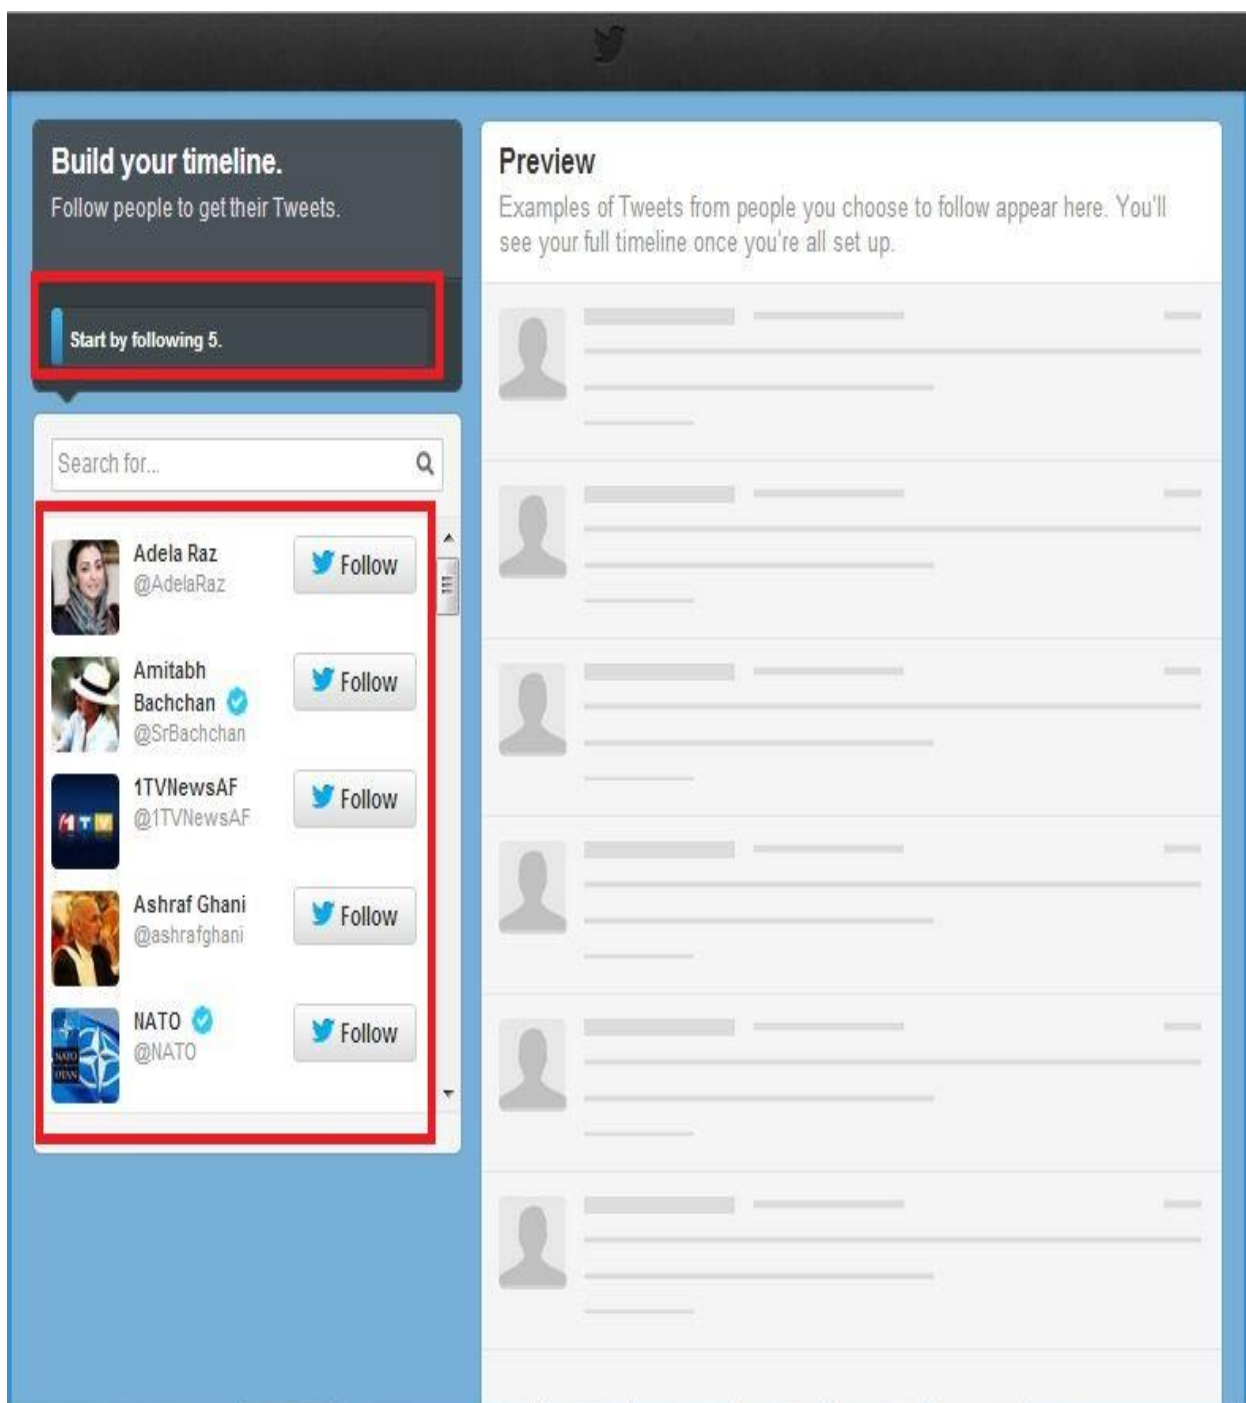 Build your timeline.
Follow people to get their Tweets.
Start by following 5.
Search for...
Adela Raz
@AdelaRaz
Follow
Amitabh
Bachchan
@SrBachchan
Follow
1TVNewsAF
@1TVNewsAF
Follow
1TV
Ashraf Ghani
@ashrafghani
Follow
NATO
@NATO
Follow
NATO
OTAN
Preview
Examples of Tweets from people you choose to follow appear here. You'll
see your full timeline once you're all set up.